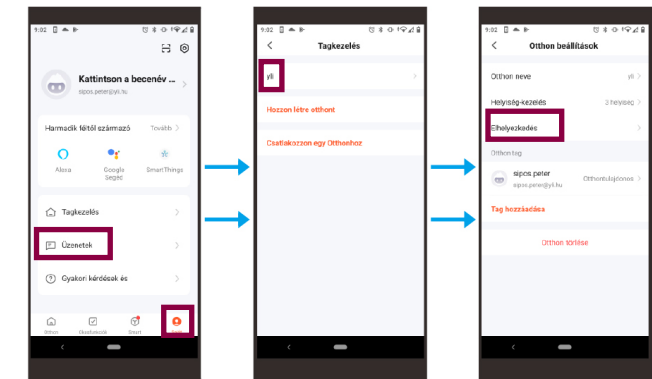 9:02
Kattintson a becenév ...
sipos.peter@yli.hu
Harmadik féltől származó
Tovább
Alexa
Google Segéd
SmartThings
Tagkezelés
Üzenetek
Gyakori kérdések és
Otthon
Smart
9:02
Tagkezelés
yli
Hozzon létre otthont
Csatlakozzon egy Otthonhoz
9:02
Otthon beállítások
Otthon neve
yli
Helyiség-kezelés
3 helyiség
Elhelyezkedés
Otthon tag
sipos.peter
sipos.peter@yli.hu
Otthontulajdonos
Tag hozzáadása
Otthon törlése